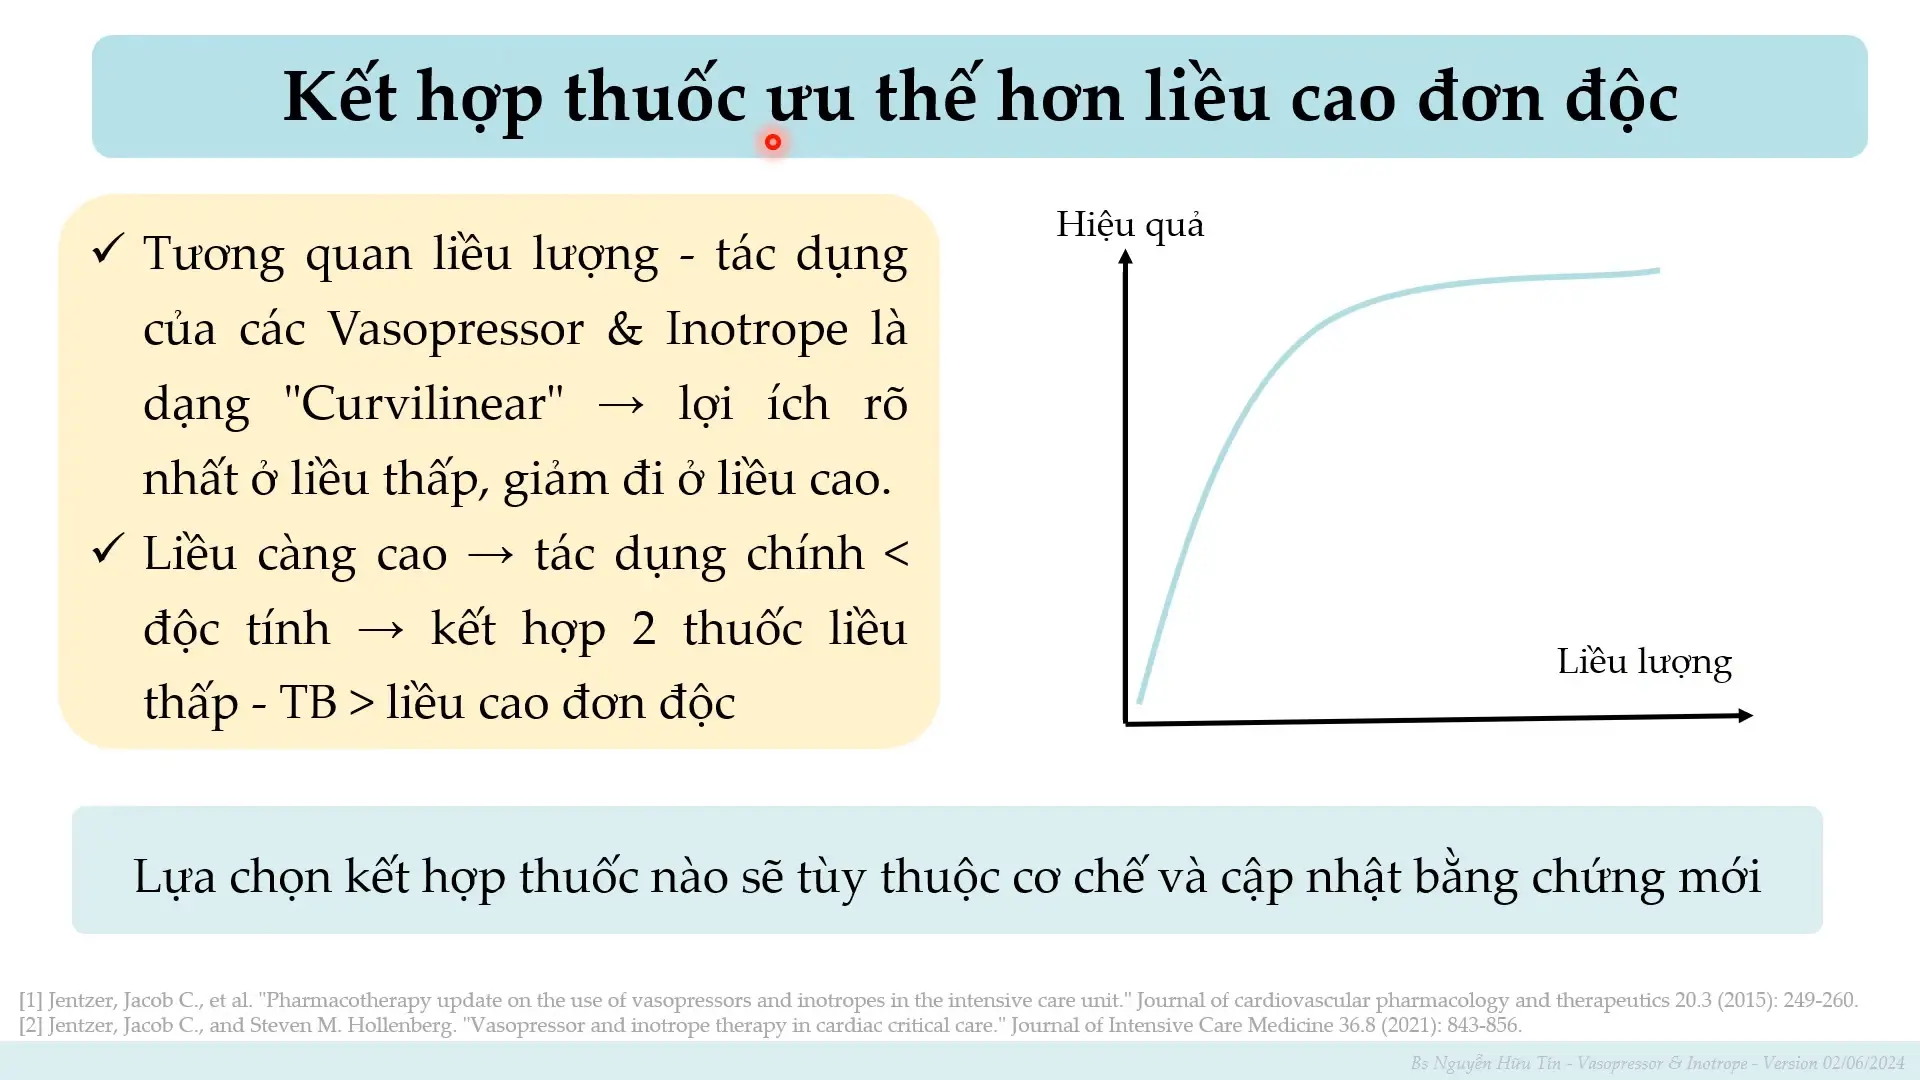 Kết hợp thuốc ưu thế hơn liều cao đơn độc
✓ Tương quan liều lượng - tác dụng
của các Vasopressor & Inotrope là
dạng "Curvilinear" → lợi ích rõ
nhất ở liều thấp, giảm đi ở liều cao.
✓ Liều càng cao → tác dụng chính <
độc tính → kết hợp 2 thuốc liều
thấp - TB > liều cao đơn độc
Hiệu quả
Liều lượng
Lựa chọn kết hợp thuốc nào sẽ tùy thuộc cơ chế và cập nhật bằng chứng mới
[1] Jentzer, Jacob C., et al. "Pharmacotherapy update on the use of vasopressors and inotropes in the intensive care unit." Journal of cardiovascular pharmacology and therapeutics 20.3 (2015): 249-260.
[2] Jentzer, Jacob C., and Steven M. Hollenberg. "Vasopressor and inotrope therapy in cardiac critical care." Journal of Intensive Care Medicine 36.8 (2021): 843-856.
Bs Nguyễn Hữu Tín - Vasopressor & Inotrope - Version 02/06/2024